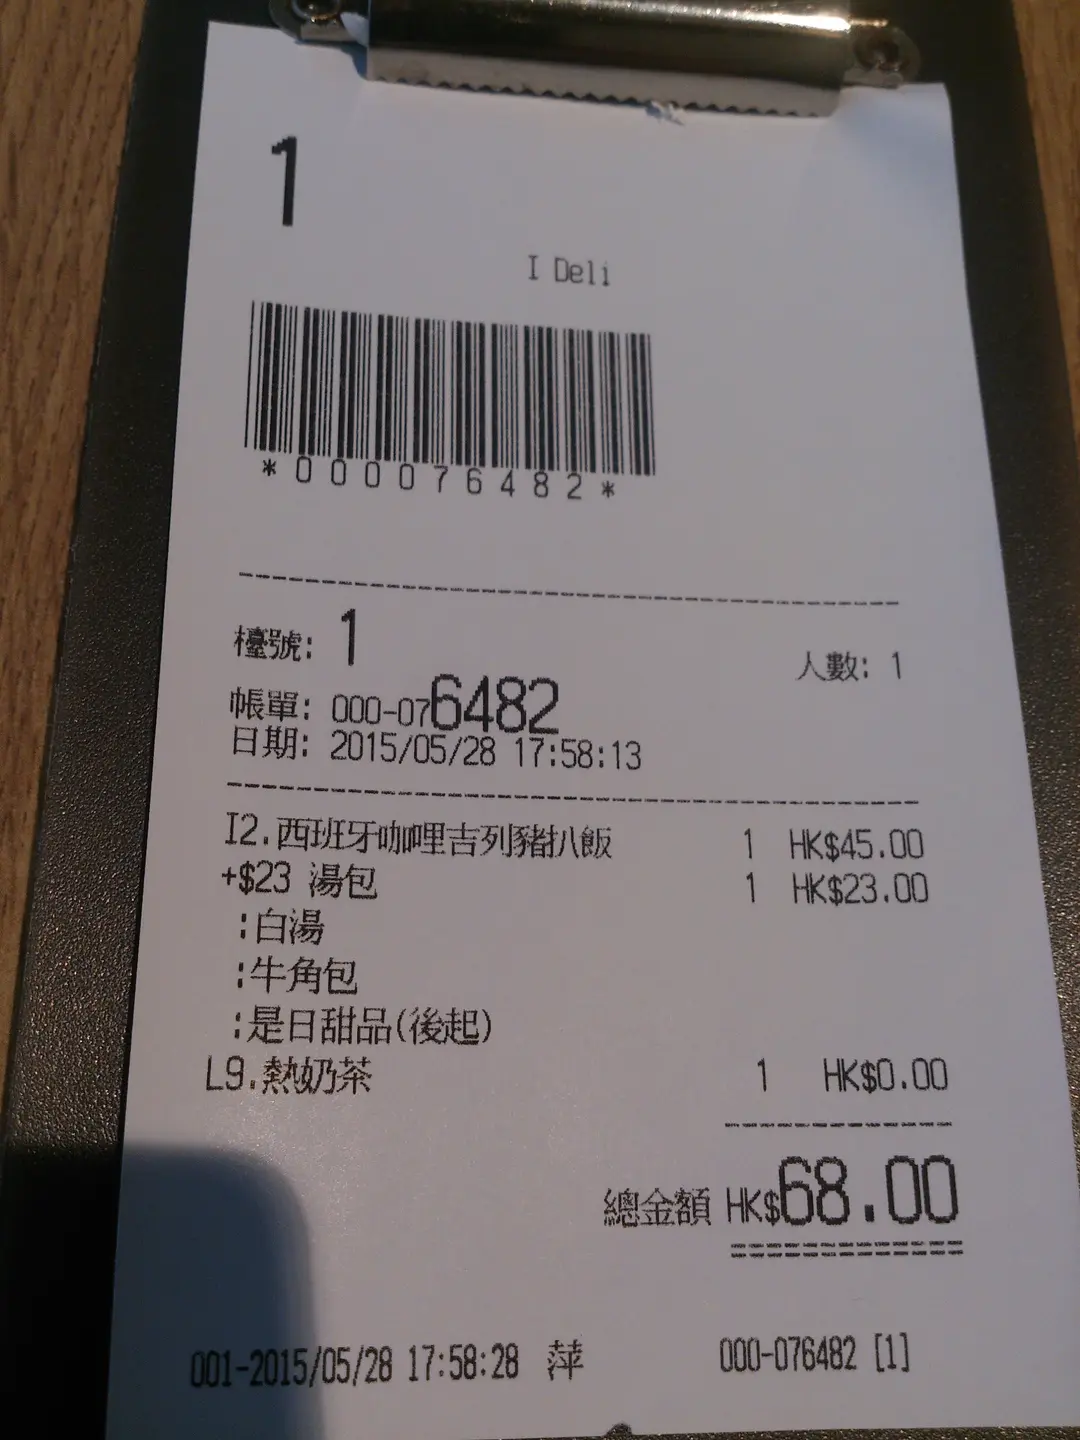 1
I Deli
*000076482*
檯號: 1 人數: 1
帳單: 000-076482
日期: 2015/05/28 17:58:13
I2.西班牙咖哩吉列豬扒飯 1 HK$45.00
+$23 湯包 1 HK$23.00
:白湯
:牛角包
:是日甜品(後起)
L9.熱奶茶 1 HK$0.00
總金額 HK$68.00
001-2015/05/28 17:58:28 萍 000-076482 [1]